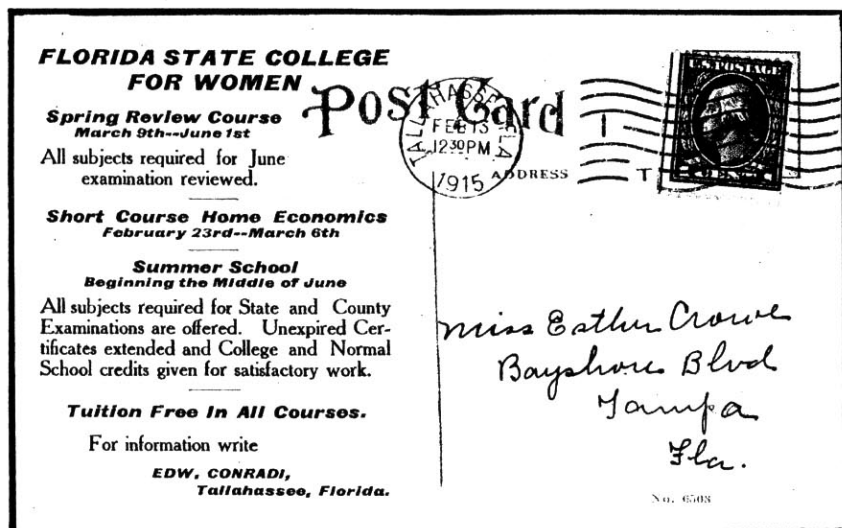 FLORIDA STATE COLLEGE
FOR WOMEN
Spring Review Course
March 9th--June 1st
All subjects required for June
examination reviewed.
Short Course Home Economics
February 23rd--March 6th
Summer School
Beginning the Middle of June
All subjects required for State and County
Examinations are offered. Unexpired Cer-
tificates extended and College and Normal
School credits given for satisfactory work.
Tuition Free In All Courses.
For information write
EDW. CONRADI,
Tallahassee, Florida.
Post Card
TALLAHASSEE FLA
FEB 13
12 30 PM
1915
ADDRESS
U.S. POSTAGE
Miss Esther Crowe
Bayshore Blvd
Tampa
Fla.
No. 6508